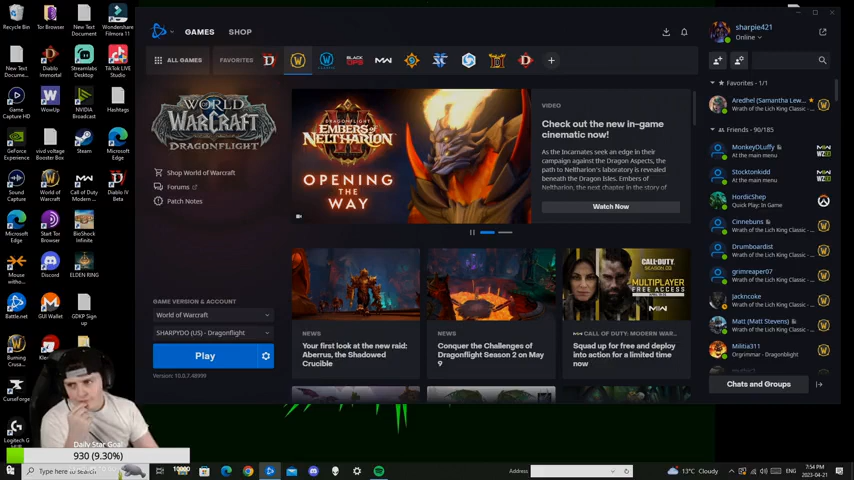 Recycle Bin
Tor Browser
New Text Document...
Wondershare Filmora 11
New Text Docume...
Diablo Immortal
Streamlabs Desktop
TikTok LIVE Studio
Game Capture HD
WowUp
NVIDIA Broadcast
Hashtags
GeForce Experience
vivid voltage Booster Box
Steam
Microsoft Edge
Sound Capture
World of Warcraft
Call of Duty Modern ...
Diablo IV Beta
Microsoft Edge
Start Tor Browser
BioShock Infinite
Mouse witho...
Discord
ELDEN RING
Battle.net
GUI Wallet
GDKP Sign up
Burning Crusa...
CurseForge
Logitech G
GAMES
SHOP
ALL GAMES
FAVORITES
BLACK OPS
WORLD WARCRAFT
DRAGONFLIGHT
Shop World of Warcraft
Forums
Patch Notes
DRAGONFLIGHT
EMBERS OF NELTHARION
OPENING THE WAY
VIDEO
Check out the new in-game
cinematic now!
As the Incarnates seek an edge in their
campaign against the Dragon Aspects, the
path to Neltharion's laboratory is revealed
beneath the Dragon Isles. Embers of
Neltharion, the next chapter in the story of
Watch Now
GAME VERSION & ACCOUNT
World of Warcraft
SHARPYDO (US) - Dragonflight
Play
Version: 10.0.7.48999
NEWS
Your first look at the new raid:
Aberrus, the Shadowed
Crucible
NEWS
Conquer the Challenges of
Dragonflight Season 2 on May
9
CALL OF DUTY
SEASON 03
MULTIPLAYER
FREE ACCESS
CALL OF DUTY: MODERN WAR...
Squad up for free and deploy
into action for a limited time
now
sharpie421
Online
Favorites - 1/1
Aredhel (Samantha Lew...
Wrath of the Lich King Classic - ...
Friends - 90/185
MonkeyDLuffy
At the main menu
Stocktonkidd
At the main menu
HordicShep
Quick Play: In Game
Cinnebuns
Wrath of the Lich King Classic - ...
Drumboardist
Wrath of the Lich King Classic - ...
grimreaper07
Wrath of the Lich King Classic - ...
Jackncoke
Wrath of the Lich King Classic - ...
Matt (Matt Stevens)
Wrath of the Lich King Classic - ...
Militia311
Orgrimmar - Dragonblight
Chats and Groups
Daily Star Goal
930 (9.30%)
10000
Type here to search
Address
13°C Cloudy
ENG
7:54 PM
2023-04-21